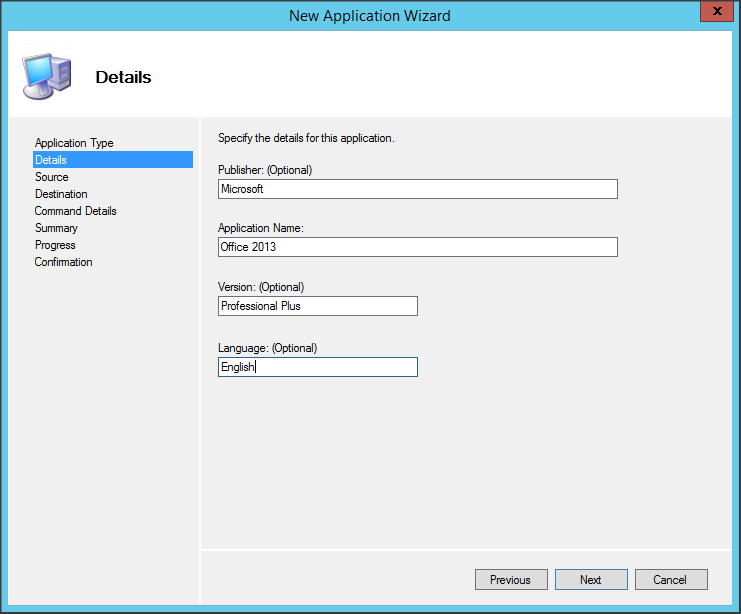 New Application Wizard
x
Details
Application Type
Details
Source
Destination
Command Details
Summary
Progress
Confirmation
Specify the details for this application.
Publisher: (Optional)
Microsoft
Application Name:
Office 2013
Version: (Optional)
Professional Plus
Language: (Optional)
English
Previous Next Cancel